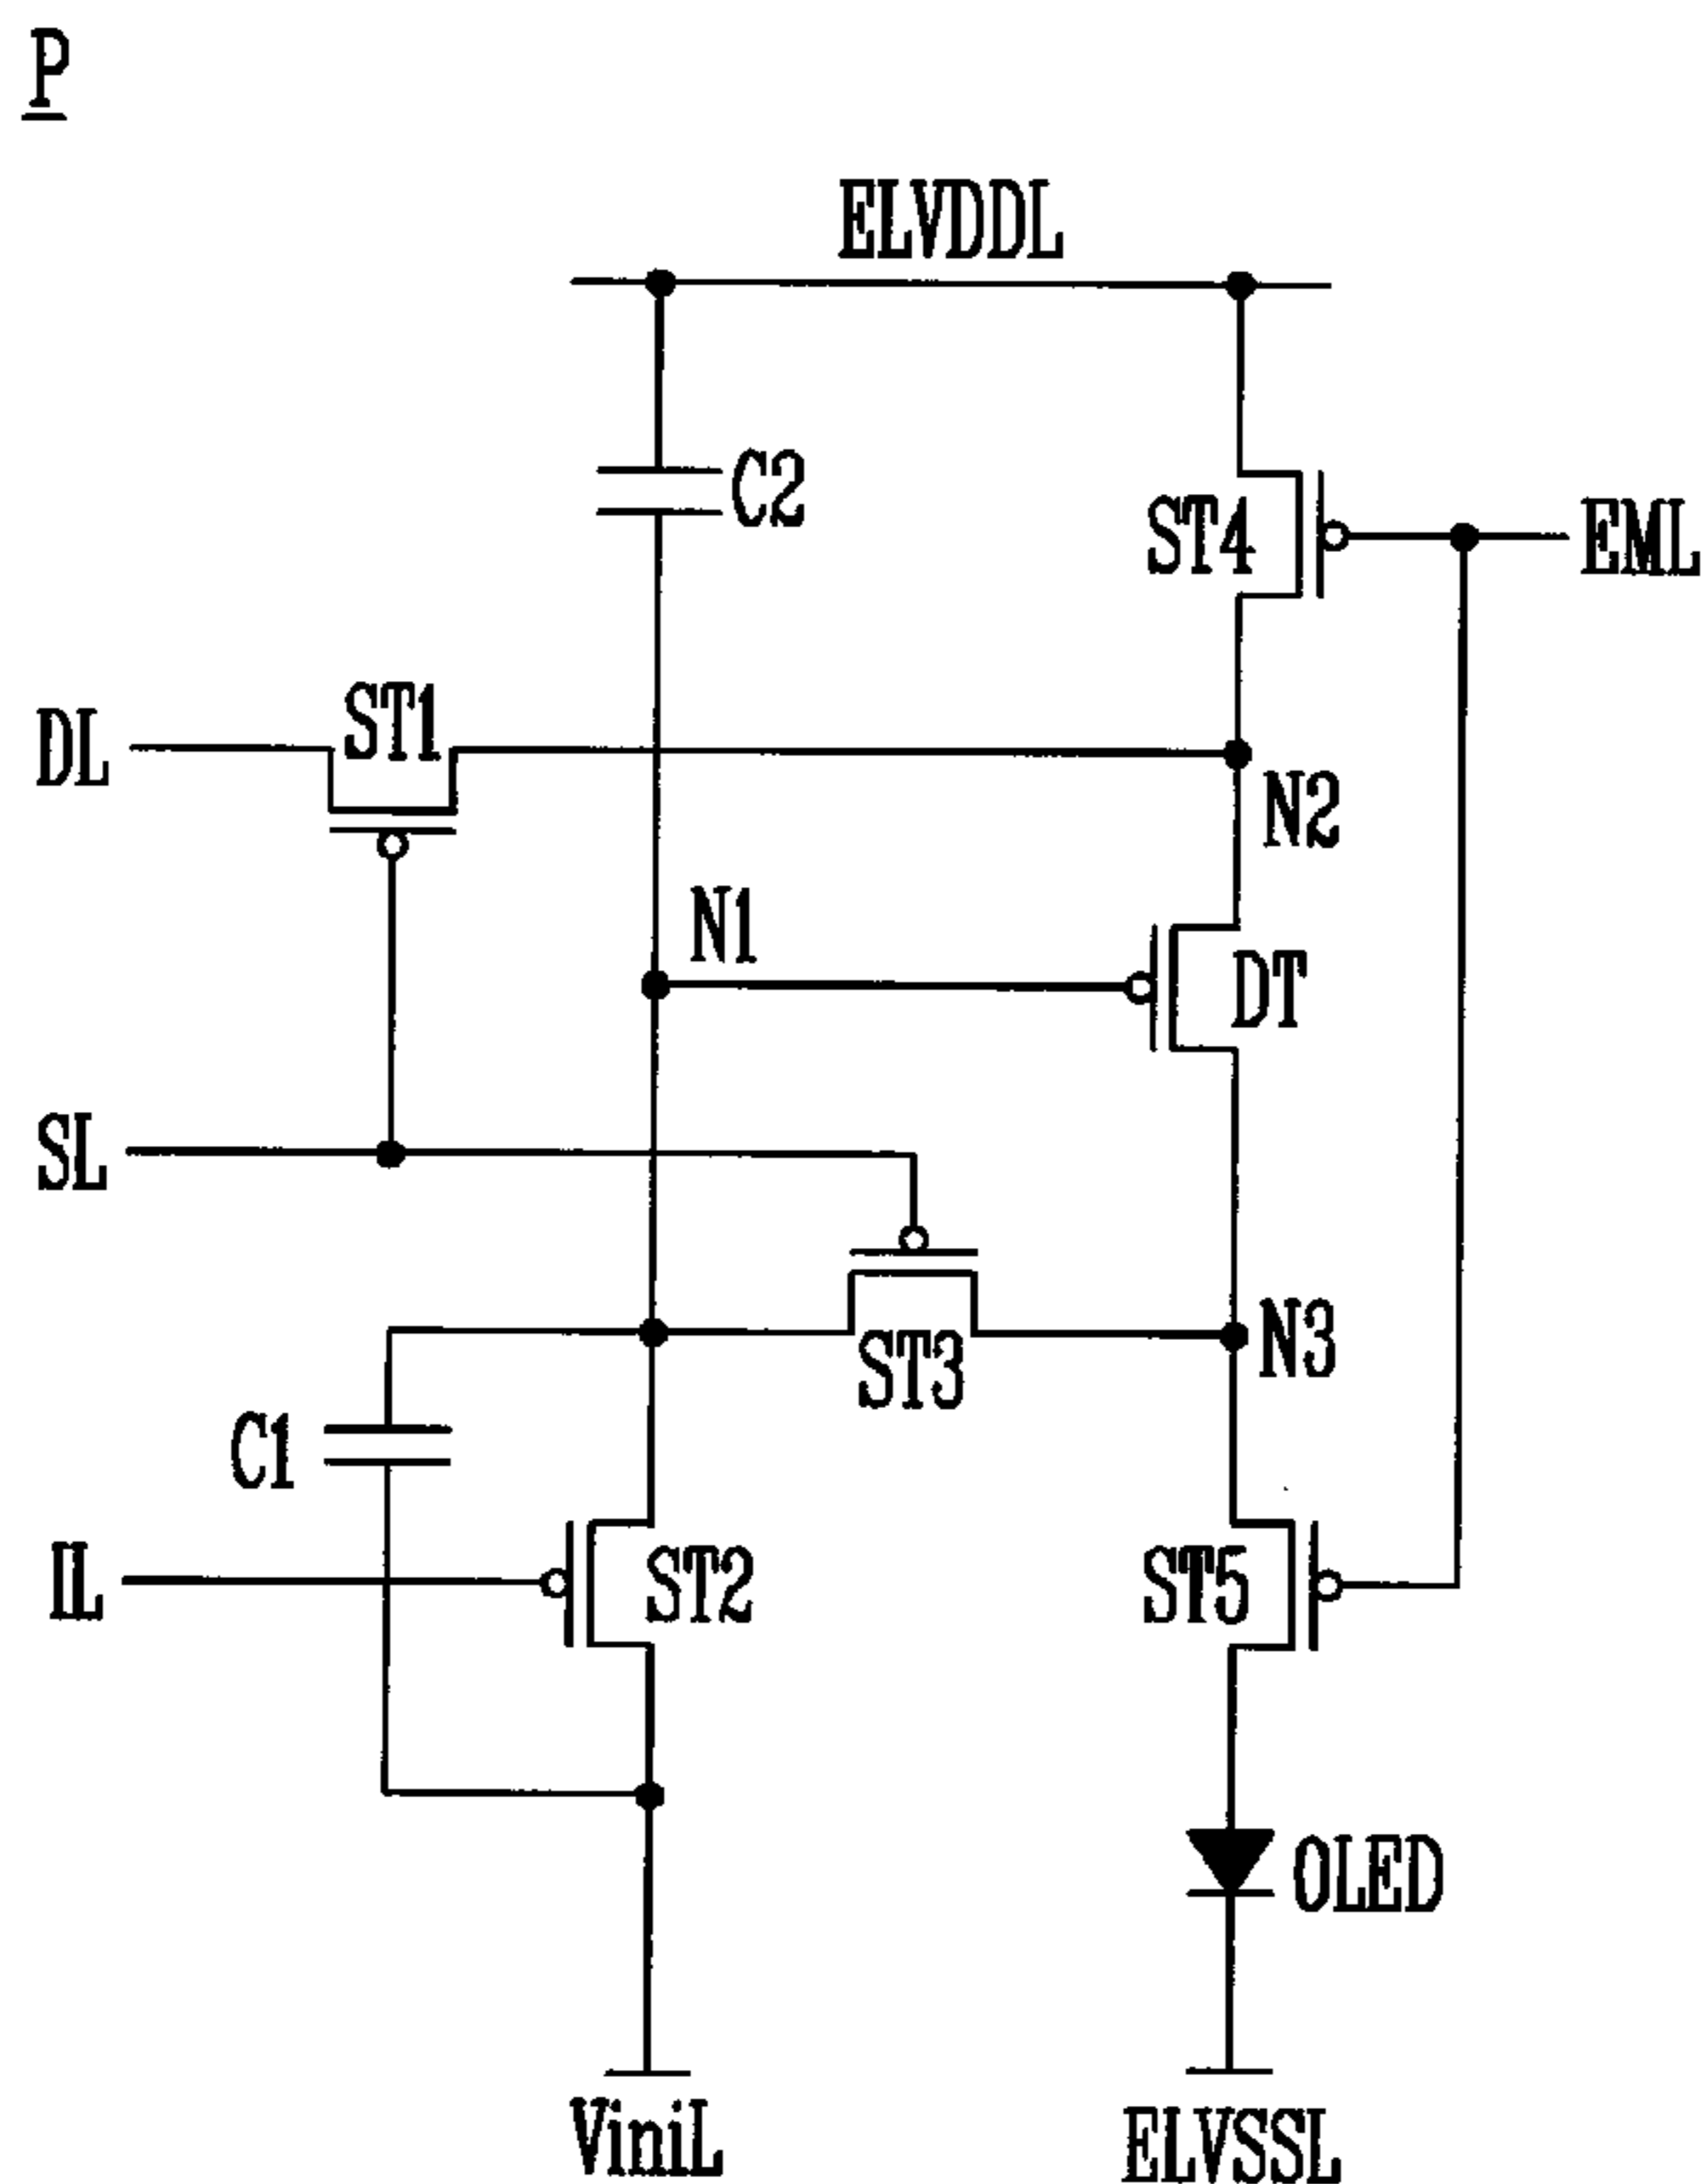 P
ELVDDL
C2
ST4
EML
ST1
DL
N2
N1
DT
SL
N3
ST3
C1
IL
ST2
ST5
OLED
ViniL
ELVSSL